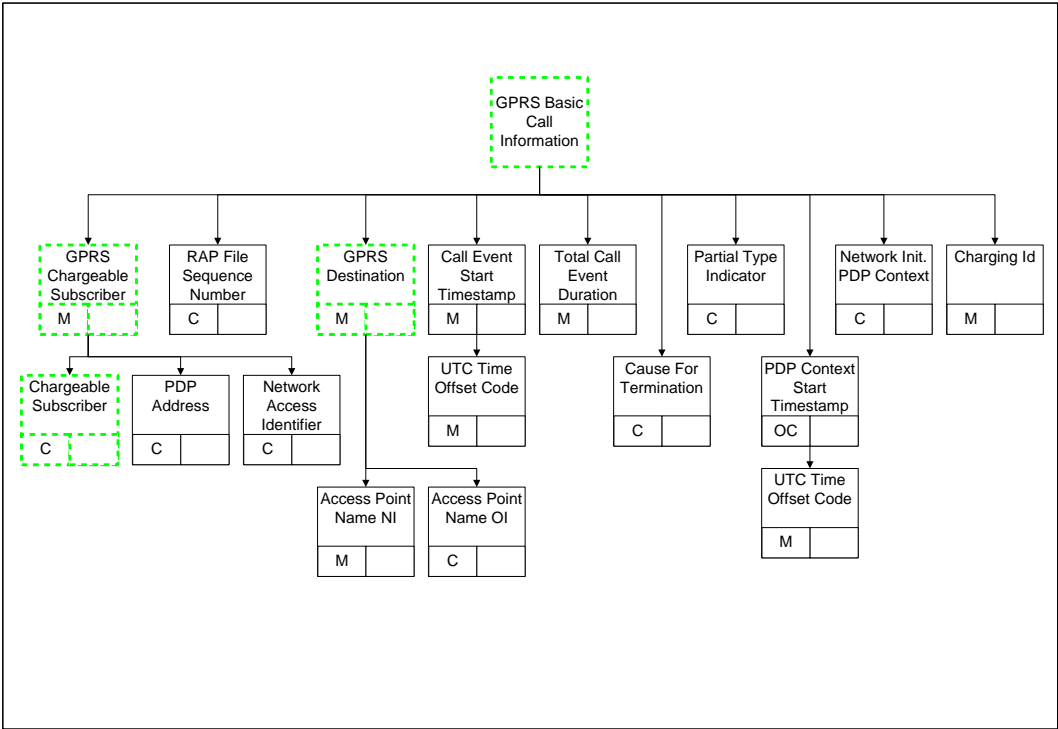 GPRS Basic
Call
Information
GPRS
Chargeable
Subscriber
M
RAP File
Sequence
Number
C
GPRS
Destination
M
Call Event
Start
Timestamp
M
Total Call
Event
Duration
M
Partial Type
Indicator
C
Network Init.
PDP Context
C
Charging Id
M
Chargeable
Subscriber
C
PDP
Address
C
Network
Access
Identifier
C
UTC Time
Offset Code
M
Cause For
Termination
C
PDP Context
Start
Timestamp
OC
Access Point
Name NI
M
Access Point
Name OI
C
UTC Time
Offset Code
M